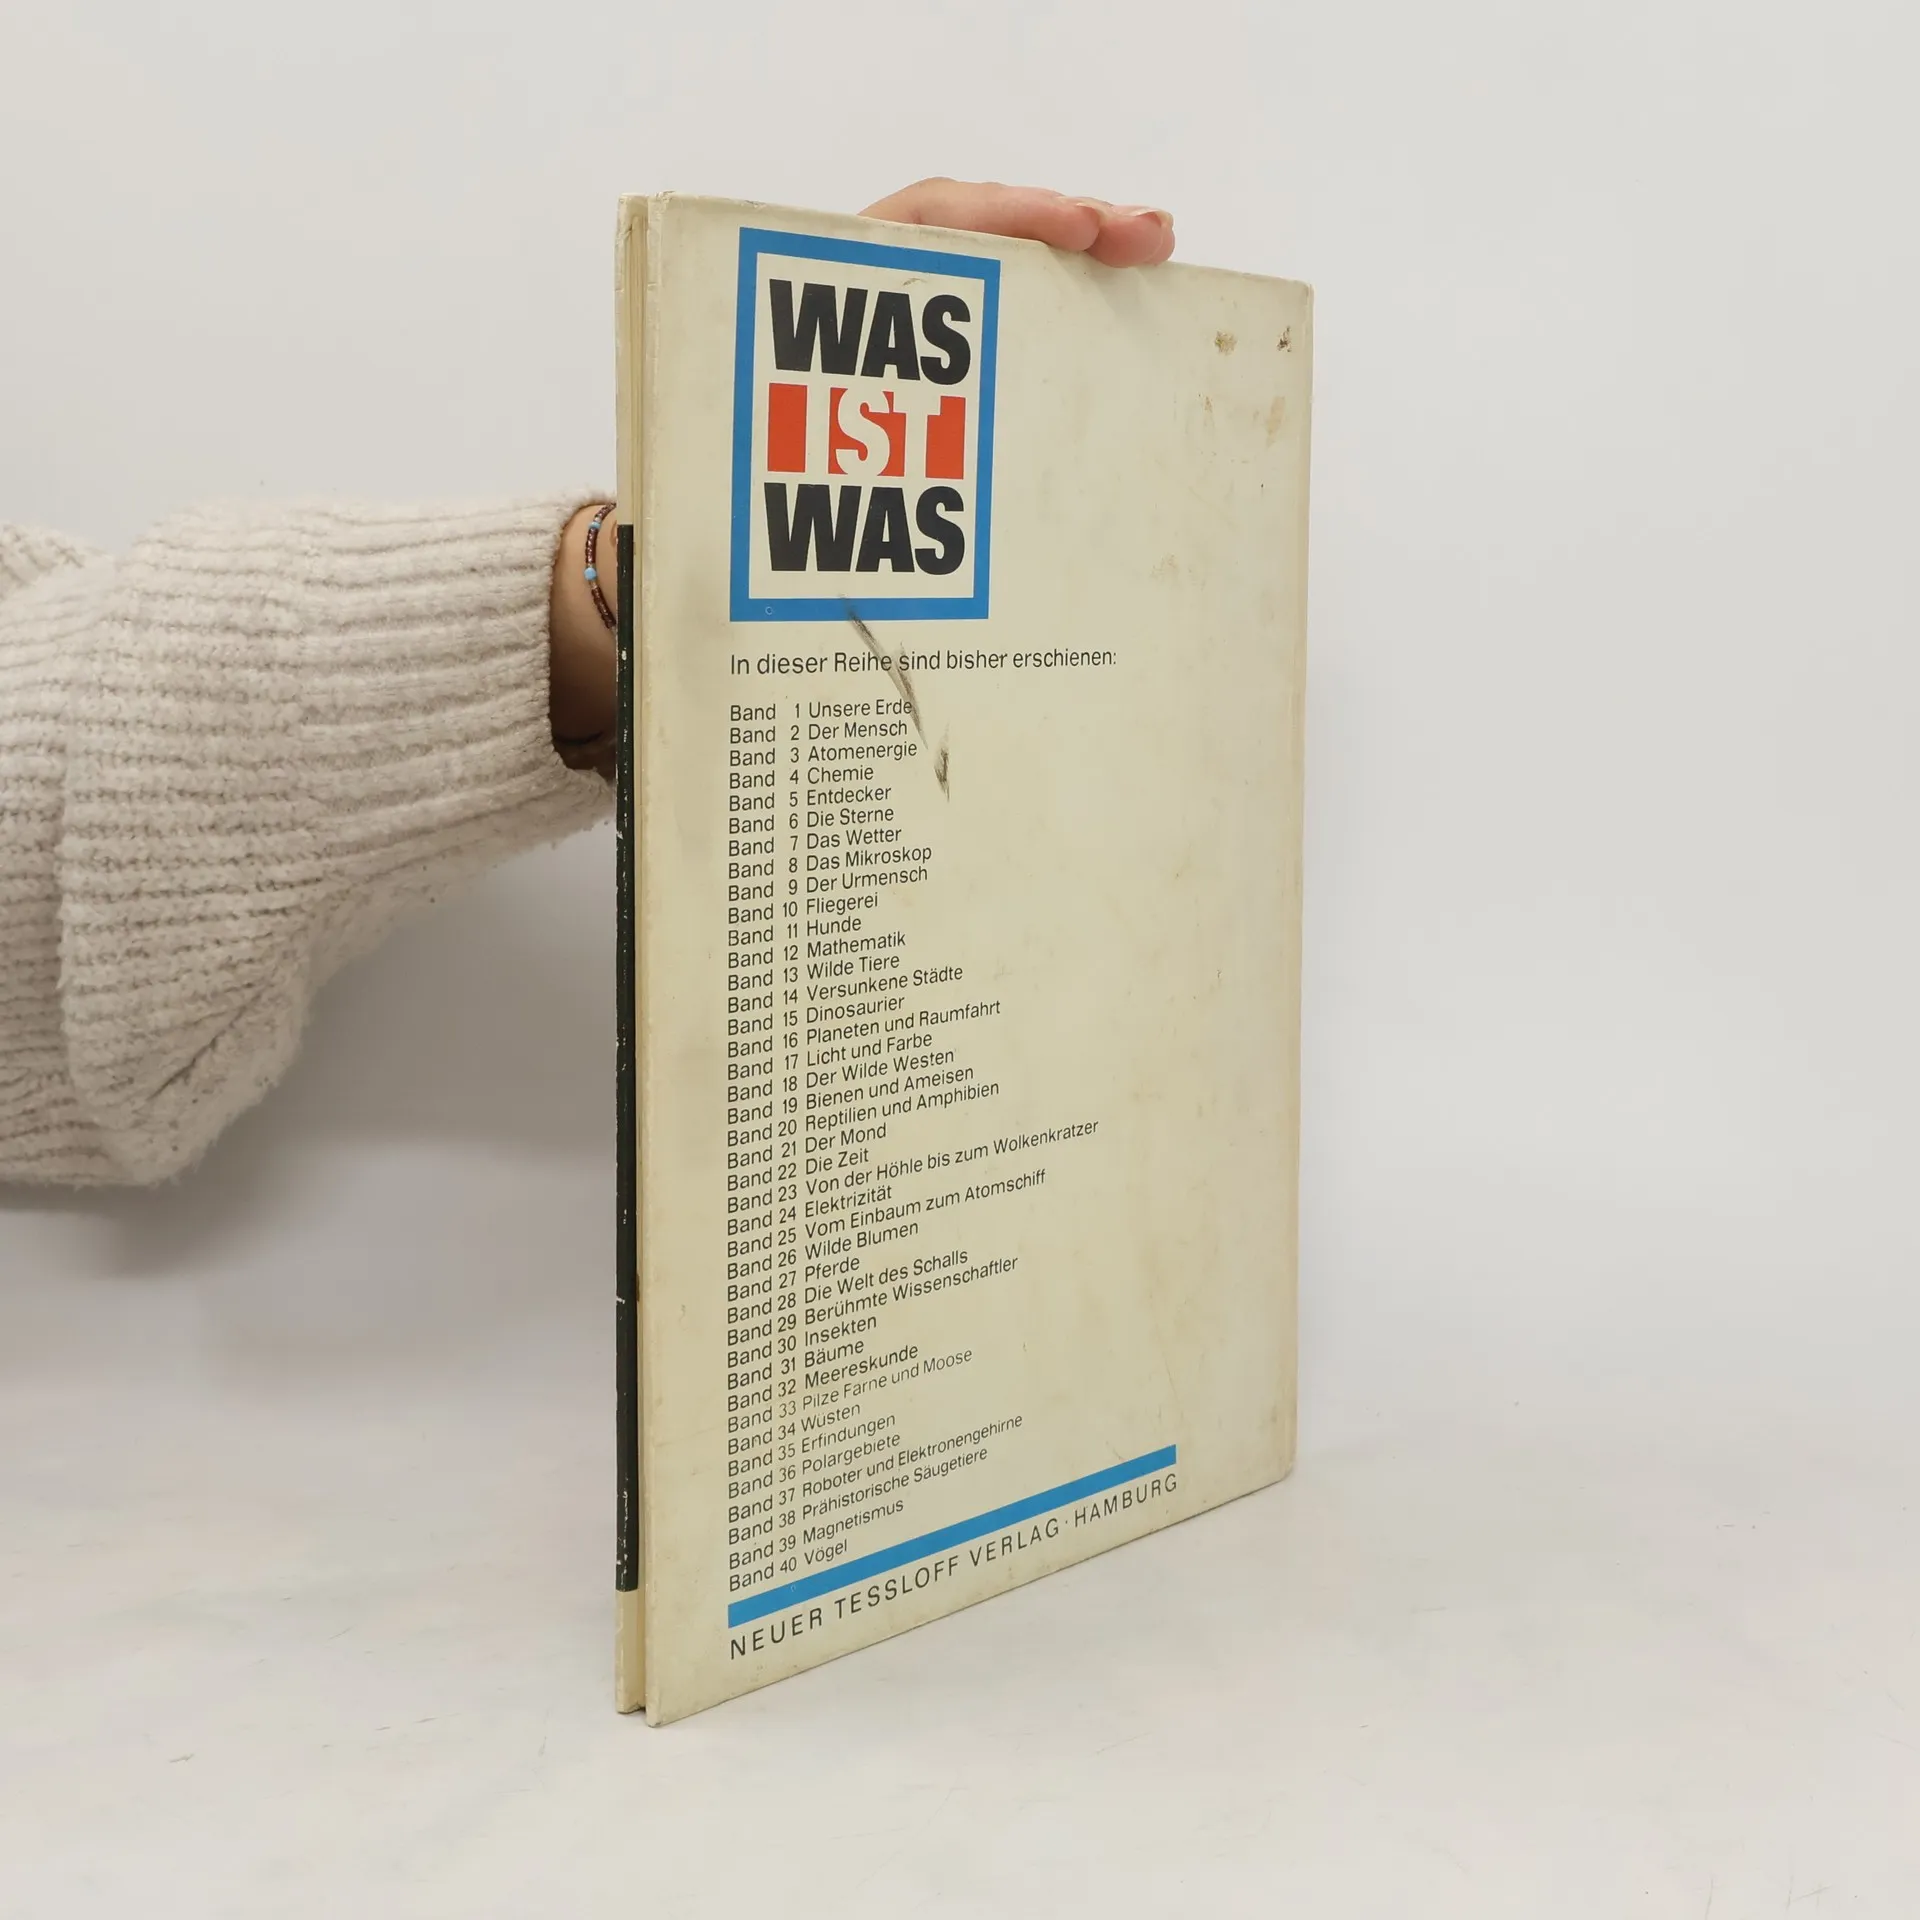 WAS
IST
WAS
In dieser Reihe sind bisher erschienen:
Band 1 Unsere Erde
Band 2 Der Mensch
Band 3 Atomenergie
Band 4 Chemie
Band 5 Entdecker
Band 6 Die Sterne
Band 7 Das Wetter
Band 8 Das Mikroskop
Band 9 Der Urmensch
Band 10 Fliegerei
Band 11 Hunde
Band 12 Mathematik
Band 13 Wilde Tiere
Band 14 Versunkene Städte
Band 15 Dinosaurier
Band 16 Planeten und Raumfahrt
Band 17 Licht und Farbe
Band 18 Der Wilde Westen
Band 19 Bienen und Ameisen
Band 20 Reptilien und Amphibien
Band 21 Der Mond
Band 22 Die Zeit
Band 23 Von der Höhle bis zum Wolkenkratzer
Band 24 Elektrizität
Band 25 Vom Einbaum zum Atomschiff
Band 26 Wilde Blumen
Band 27 Pferde
Band 28 Die Welt des Schalls
Band 29 Berühmte Wissenschaftler
Band 30 Insekten
Band 31 Bäume
Band 32 Meereskunde
Band 33 Pilze Farne und Moose
Band 34 Wüsten
Band 35 Erfindungen
Band 36 Polargebiete
Band 37 Roboter und Elektronengehirne
Band 38 Prähistorische Säugetiere
Band 39 Magnetismus
Band 40 Vögel
NEUER TESSLOFF VERLAG · HAMBURG